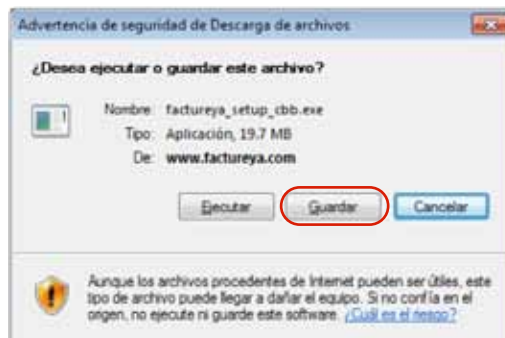 Advertencia de seguridad de Descarga de archivos
¿Desea ejecutar o guardar este archivo?
Nombre: factureya_setup_cbb.exe
Tipo: Aplicación, 19.7 MB
De: www.factureya.com
Ejecutar Guardar Cancelar
Aunque los archivos procedentes de Internet pueden ser útiles, este
tipo de archivo puede llegar a dañar el equipo. Si no confía en el
origen, no ejecute ni guarde este software. ¿Cuál es el riesgo?